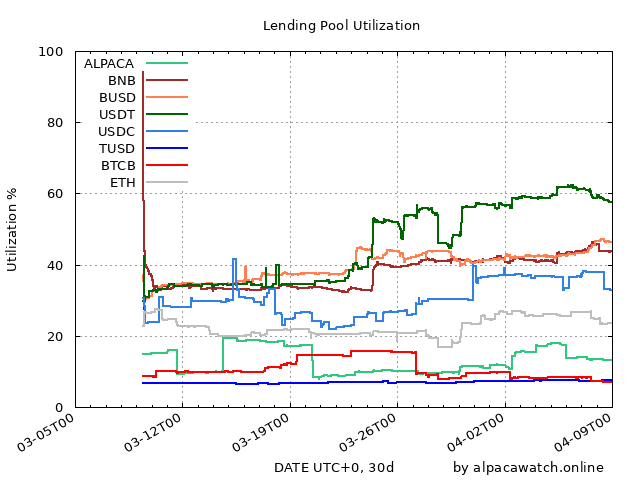 Lending Pool Utilization
100
80
60
40
20
0
Utilization %
ALPACA
BNB
BUSD
USDT
USDC
TUSD
BTCB
ETH
03-05T00
03-12T00
03-19T00
03-26T00
04-02T00
04-09T00
DATE UTC+0, 30d
by alpacawatch.online